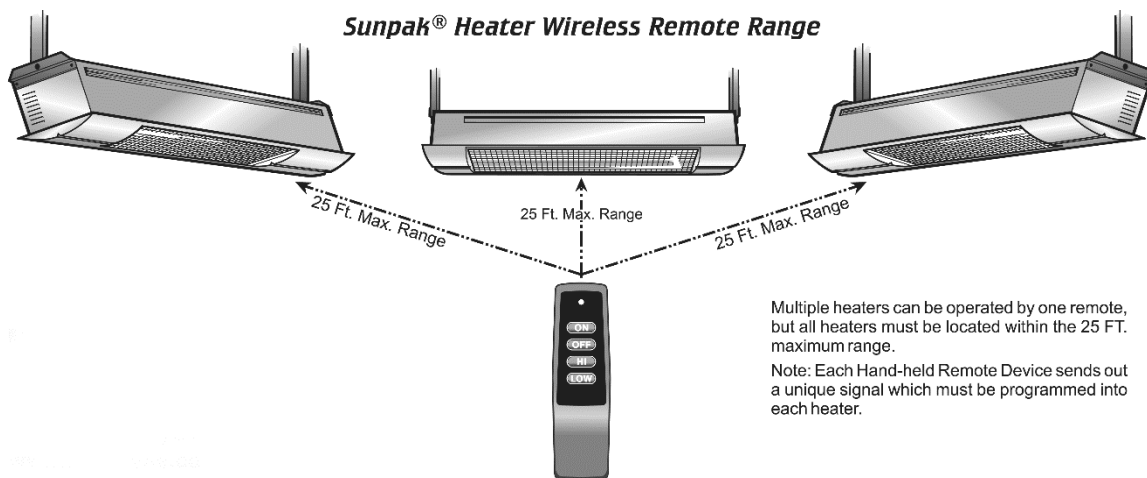 Sunpak® Heater Wireless Remote Range
25 Ft. Max. Range
25 Ft. Max. Range
25 Ft. Max. Range
ON
OFF
HI
LOW
Multiple heaters can be operated by one remote,
but all heaters must be located within the 25 FT.
maximum range.
Note: Each Hand-held Remote Device sends out
a unique signal which must be programmed into
each heater.